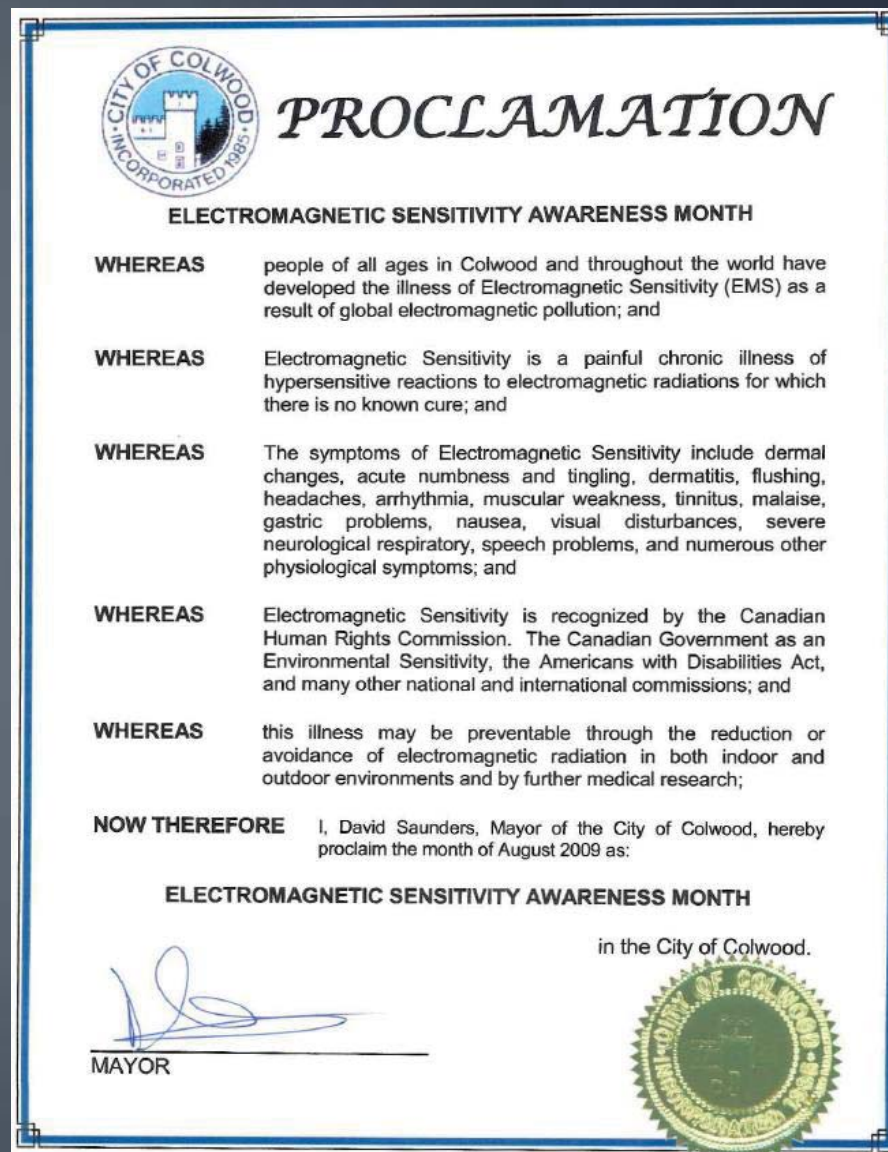 CITY OF COLWOOD
INCORPORATED 1985
PROCLAMATION
ELECTROMAGNETIC SENSITIVITY AWARENESS MONTH
WHEREAS people of all ages in Colwood and throughout the world have
developed the illness of Electromagnetic Sensitivity (EMS) as a
result of global electromagnetic pollution; and
WHEREAS Electromagnetic Sensitivity is a painful chronic illness of
hypersensitive reactions to electromagnetic radiations for which
there is no known cure; and
WHEREAS The symptoms of Electromagnetic Sensitivity include dermal
changes, acute numbness and tingling, dermatitis, flushing,
headaches, arrhythmia, muscular weakness, tinnitus, malaise,
gastric problems, nausea, visual disturbances, severe
neurological respiratory, speech problems, and numerous other
physiological symptoms; and
WHEREAS Electromagnetic Sensitivity is recognized by the Canadian
Human Rights Commission. The Canadian Government as an
Environmental Sensitivity, the Americans with Disabilities Act,
and many other national and international commissions; and
WHEREAS this illness may be preventable through the reduction or
avoidance of electromagnetic radiation in both indoor and
outdoor environments and by further medical research;
NOW THEREFORE I, David Saunders, Mayor of the City of Colwood, hereby
proclaim the month of August 2009 as:
ELECTROMAGNETIC SENSITIVITY AWARENESS MONTH
in the City of Colwood.
MAYOR
CITY OF COLWOOD
INCORPORATED 1985